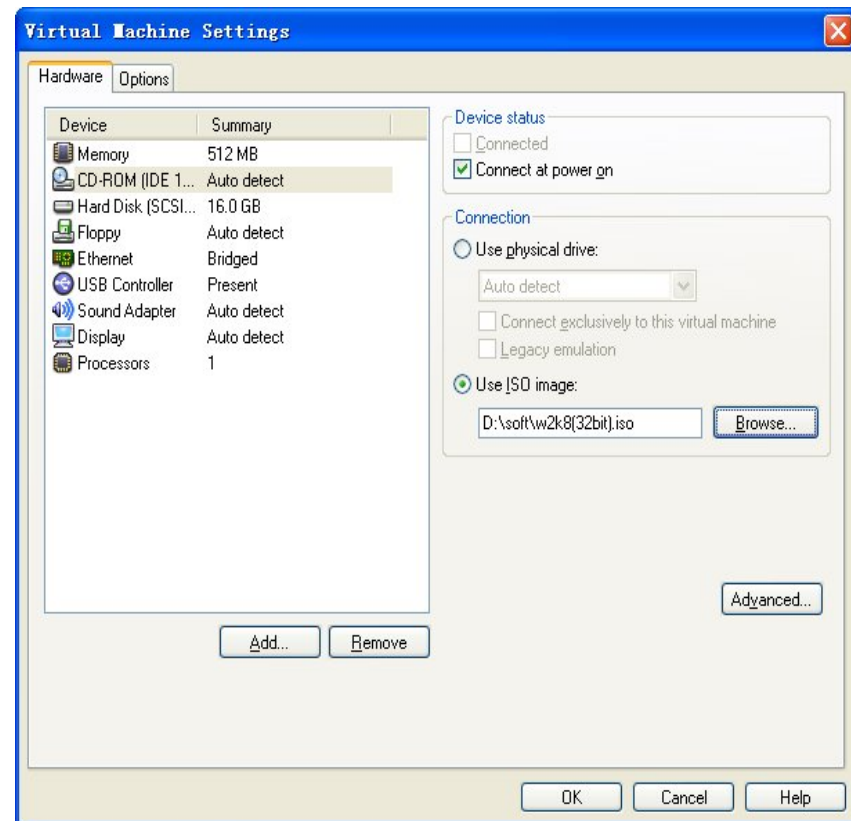 Virtual Machine Settings
Hardware Options
Device Summary
Memory 512 MB
CD-ROM (IDE 1... Auto detect
Hard Disk (SCSI... 16.0 GB
Floppy Auto detect
Ethernet Bridged
USB Controller Present
Sound Adapter Auto detect
Display Auto detect
Processors 1
Add... Remove
Device status
Connected
Connect at power on
Connection
Use physical drive:
Auto detect
Connect exclusively to this virtual machine
Legacy emulation
Use ISO image:
D:\soft\w2k8(32bit).iso Browse...
Advanced...
OK Cancel Help